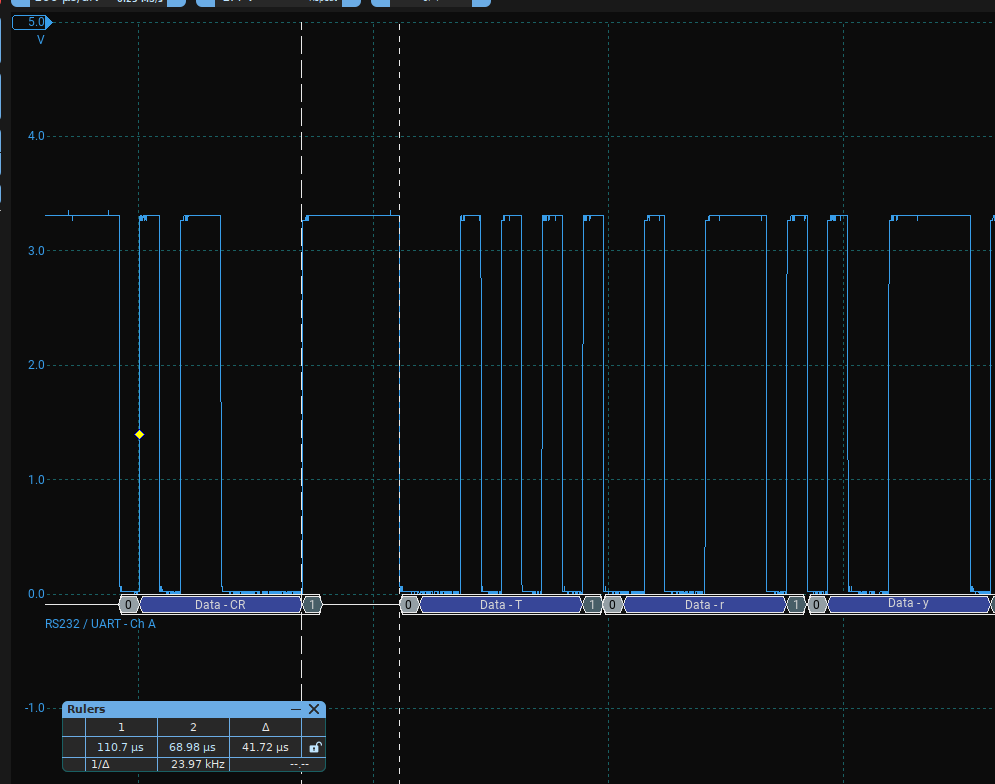 5.0
V
4.0
3.0
2.0
1.0
0.0
0 Data - CR 1 0 Data - T 1 0 Data - r 1 0 Data - y
RS232 / UART - Ch A
-1.0
Rulers
1 2 Δ
110.7 µs 68.98 µs 41.72 µs
1/Δ 23.97 kHz --.--